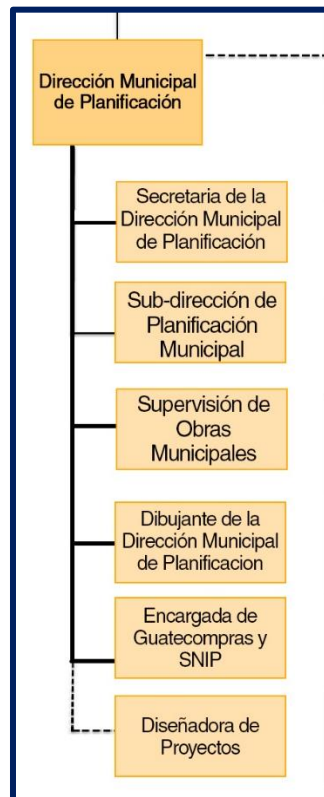 Dirección Municipal
de Planificación
Secretaria de la
Dirección Municipal
de Planificación
Sub-dirección de
Planificación
Municipal
Supervisión de
Obras
Municipales
Dibujante de la
Dirección Municipal
de Planificacion
Encargada de
Guatecompras y
SNIP
Diseñadora de
Proyectos